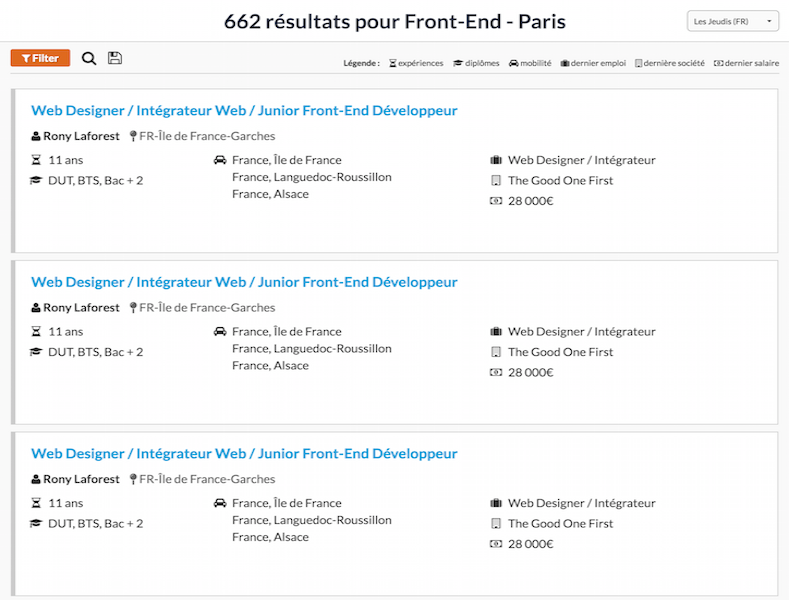 662 résultats pour Front-End - Paris
Les Jeudis (FR)
Filter
Légende : expériences diplômes mobilité dernier emploi dernière société dernier salaire
Web Designer / Intégrateur Web / Junior Front-End Développeur
Rony Laforest FR-Île de France-Garches
11 ans France, Île de France Web Designer / Intégrateur
DUT, BTS, Bac + 2 France, Languedoc-Roussillon The Good One First
France, Alsace 28 000€
Web Designer / Intégrateur Web / Junior Front-End Développeur
Rony Laforest FR-Île de France-Garches
11 ans France, Île de France Web Designer / Intégrateur
DUT, BTS, Bac + 2 France, Languedoc-Roussillon The Good One First
France, Alsace 28 000€
Web Designer / Intégrateur Web / Junior Front-End Développeur
Rony Laforest FR-Île de France-Garches
11 ans France, Île de France Web Designer / Intégrateur
DUT, BTS, Bac + 2 France, Languedoc-Roussillon The Good One First
France, Alsace 28 000€